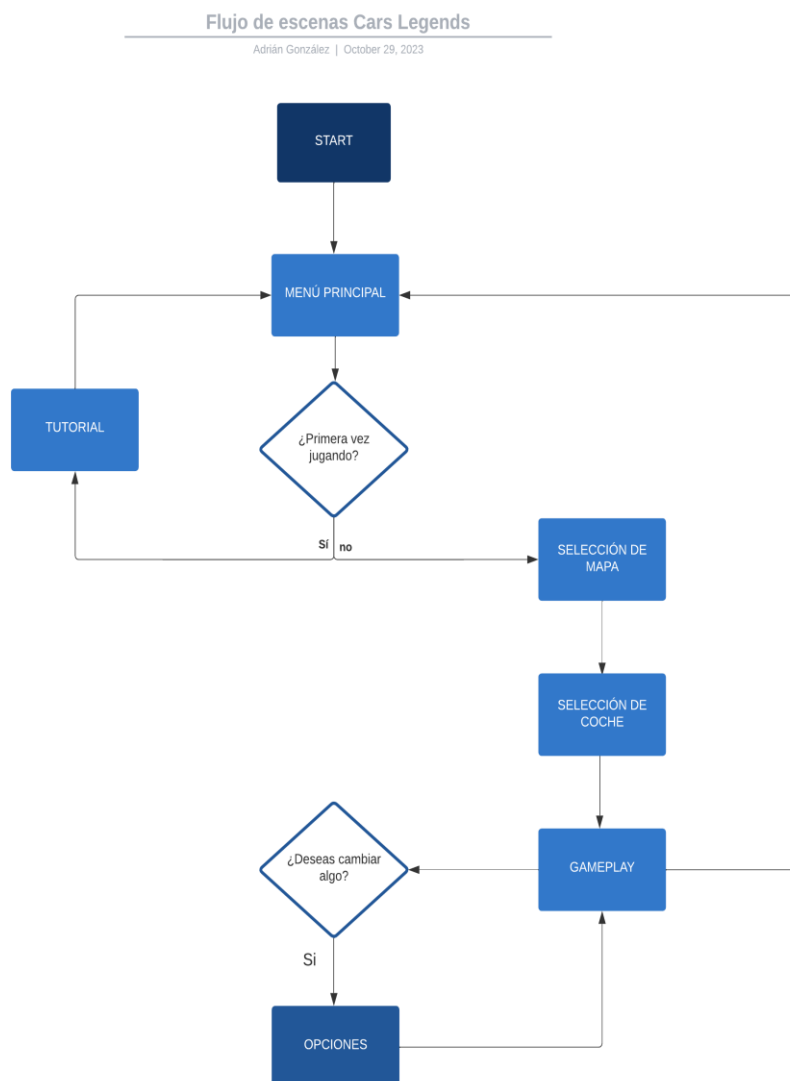 Flujo de escenas Cars Legends
Adrián González | October 29, 2023
START
MENÚ PRINCIPAL
TUTORIAL
¿Primera vez
jugando?
Sí
no
SELECCIÓN DE
MAPA
SELECCIÓN DE
COCHE
¿Deseas cambiar
algo?
GAMEPLAY
Si
OPCIONES